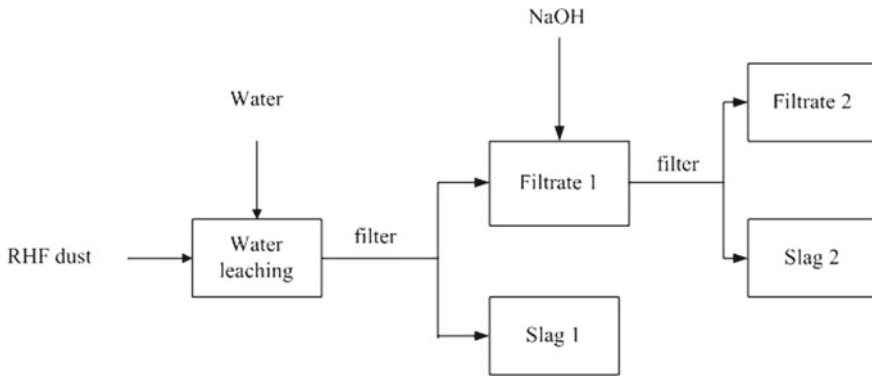 NaOH
Water
Filtrate 2
filter
Filtrate 1
filter
RHF dust
Water
leaching
Slag 2
Slag 1